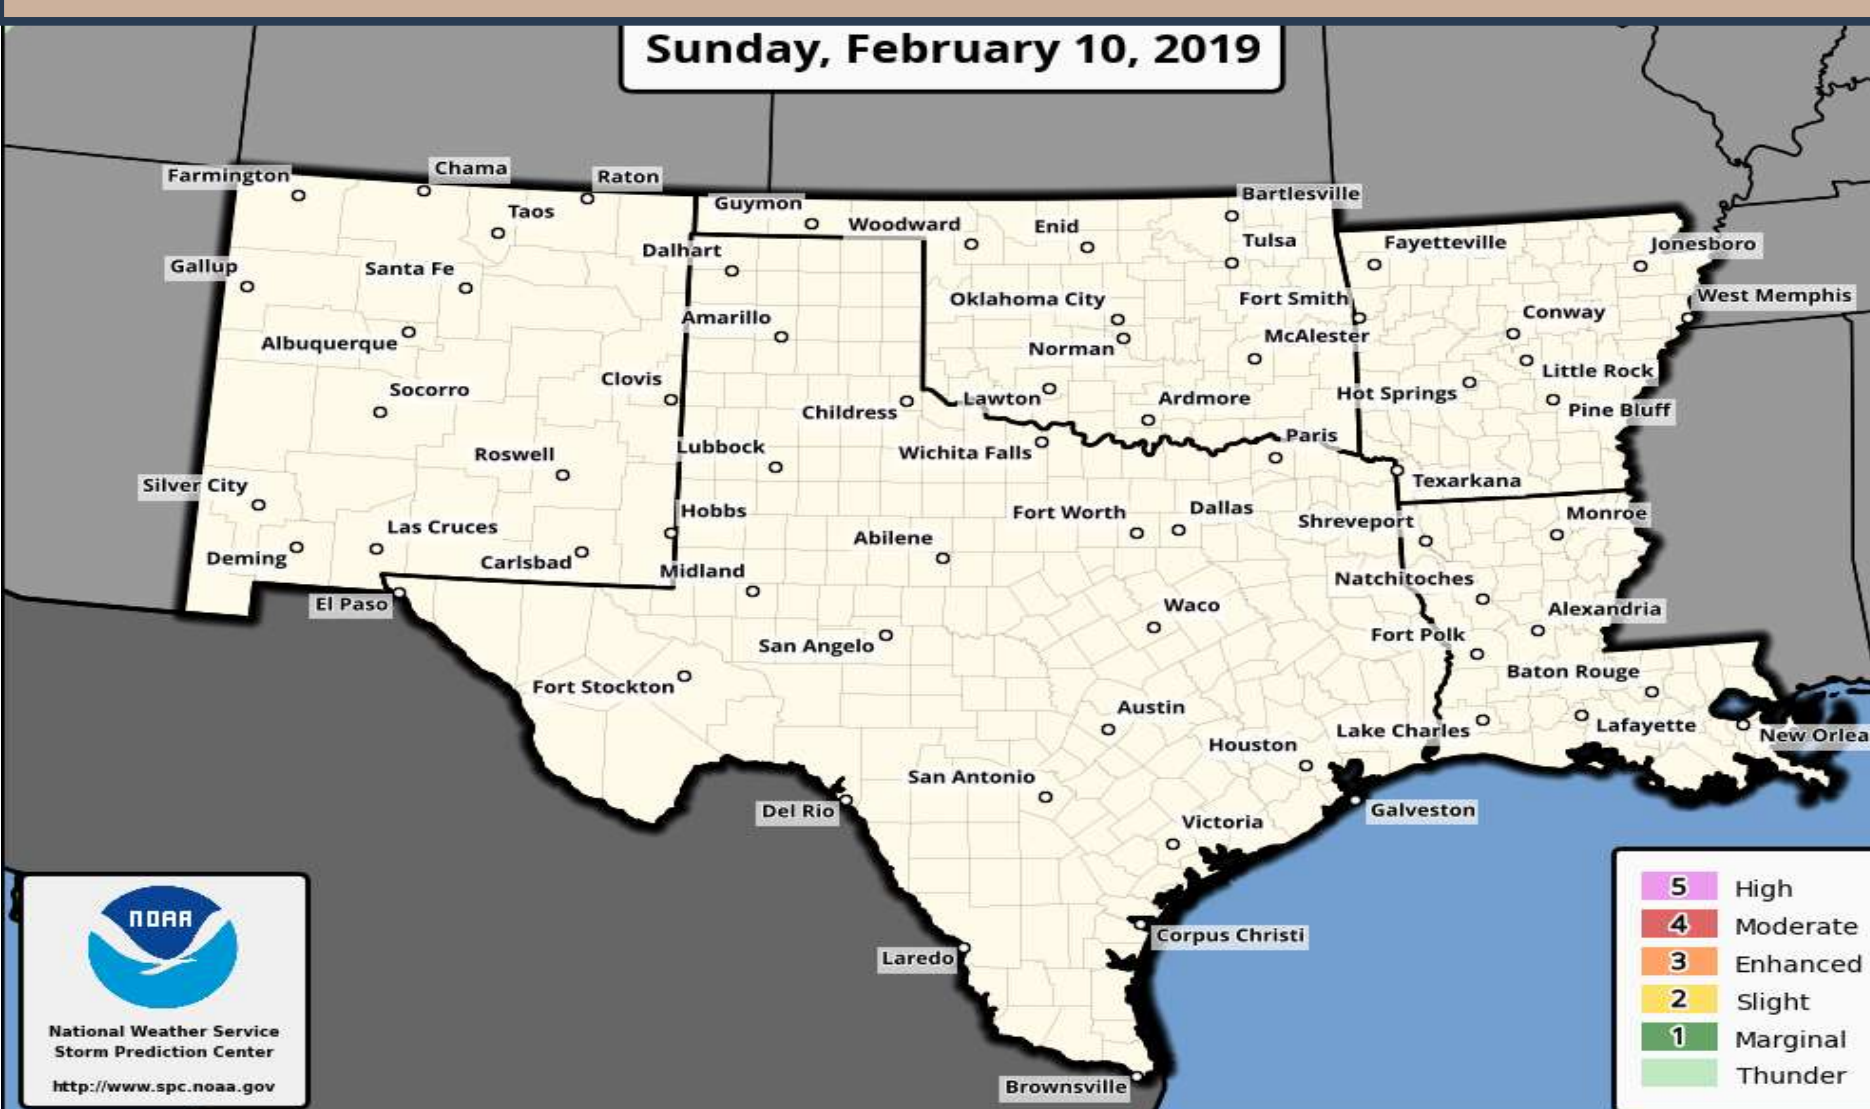 Sunday, February 10, 2019
Farmington
Chama
Raton
Taos
Guymon
Woodward
Enid
Bartlesville
Tulsa
Fayetteville
Jonesboro
Gallup
Santa Fe
Dalhart
Oklahoma City
Fort Smith
West Memphis
Albuquerque
Amarillo
Norman
McAlester
Conway
Little Rock
Socorro
Clovis
Childress
Lawton
Ardmore
Hot Springs
Pine Bluff
Roswell
Lubbock
Wichita Falls
Paris
Texarkana
Silver City
Las Cruces
Hobbs
Fort Worth
Dallas
Shreveport
Monroe
Deming
Carlsbad
Midland
Abilene
Natchitoches
El Paso
Waco
Alexandria
San Angelo
Fort Polk
Fort Stockton
Baton Rouge
Austin
Lake Charles
Lafayette
New Orlea
Houston
San Antonio
Del Rio
Galveston
Victoria
Corpus Christi
Laredo
Brownsville
NOAA
National Weather Service
Storm Prediction Center
http://www.spc.noaa.gov
5 High
4 Moderate
3 Enhanced
2 Slight
1 Marginal
Thunder